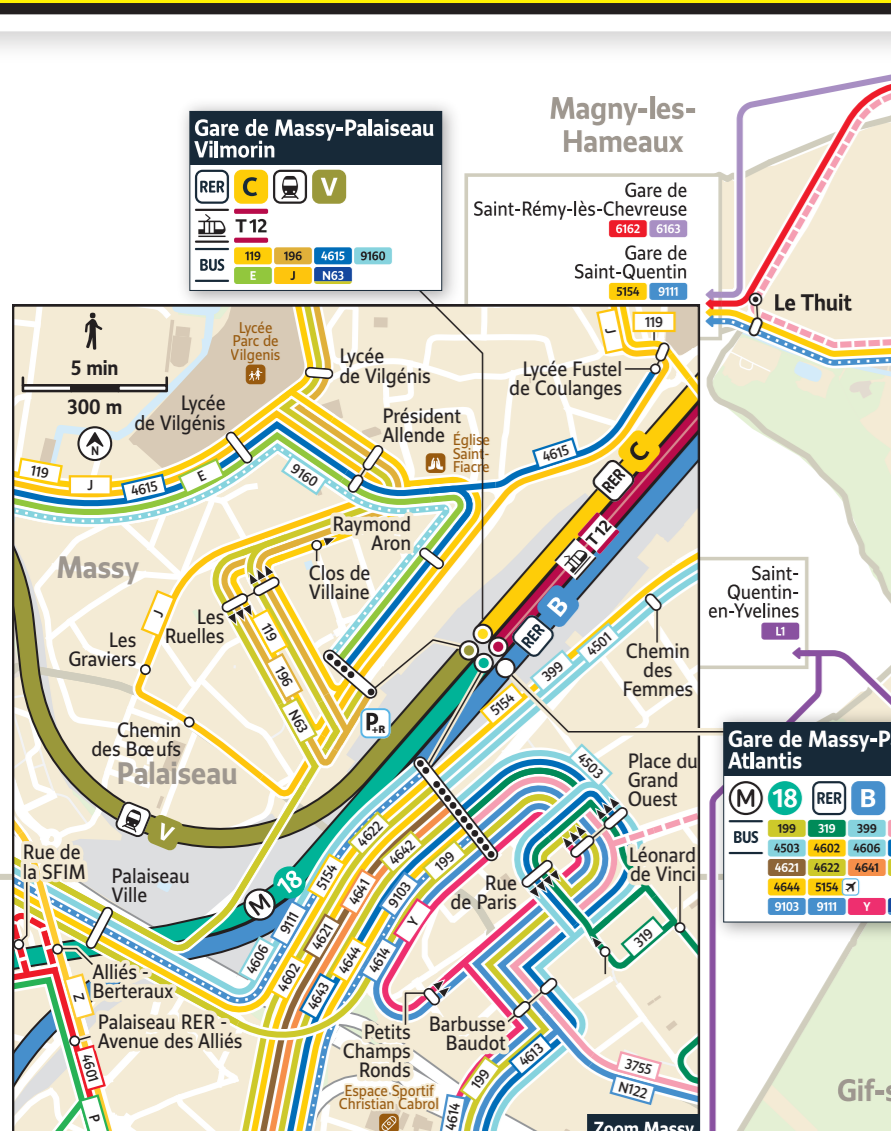 Magny-les-
Hameaux
Gare de Massy-Palaiseau
Vilmorin
RER C V
T12
BUS 119 196 4615 9160
E J N63
Gare de
Saint-Rémy-lès-Chevreuse
6162 6163
Gare de
Saint-Quentin
5154 9111
Le Thuit
5 min
300 m
N
Lycée
Parc de
Vilgenis
Lycée
de Vilgénis
Lycée
de Vilgénis
J
119
Lycée Fustel
de Coulanges
Président
Allende
Église
Saint-
Fiacre
119
J
4615
E
9160
4615
RER C
T12
RER B
Raymond
Aron
Clos de
Villaine
Massy
J
Les
Graviers
Les
Ruelles
119
196
N63
Chemin
des Bœufs
Palaiseau
P+R
5154
399
4501
Chemin
des
Femmes
Saint-
Quentin-
en-Yvelines
L1
Gare de Massy-P
Atlantis
M 18 RER B
BUS 199 319 399
4503 4602 4606
4621 4622 4641
4644 5154
9103 9111 Y
V
4503
Place du
Grand
Ouest
Léonard
de Vinci
Rue de
la SFIM
Palaiseau
Ville
M 18
4606
9111
5154
4622
4602
4621
4641
4642
4643
4644
9103
199
4614
Y
Rue
de Paris
319
Alliés -
Berteraux
Z
Palaiseau RER -
Avenue des Alliés
4601
P
Petits
Champs
Ronds
Barbusse
Baudot
Espace Sportif
Christian Cabrol
4614
199
4613
3755
N122
Zoom Massy
Gif-s